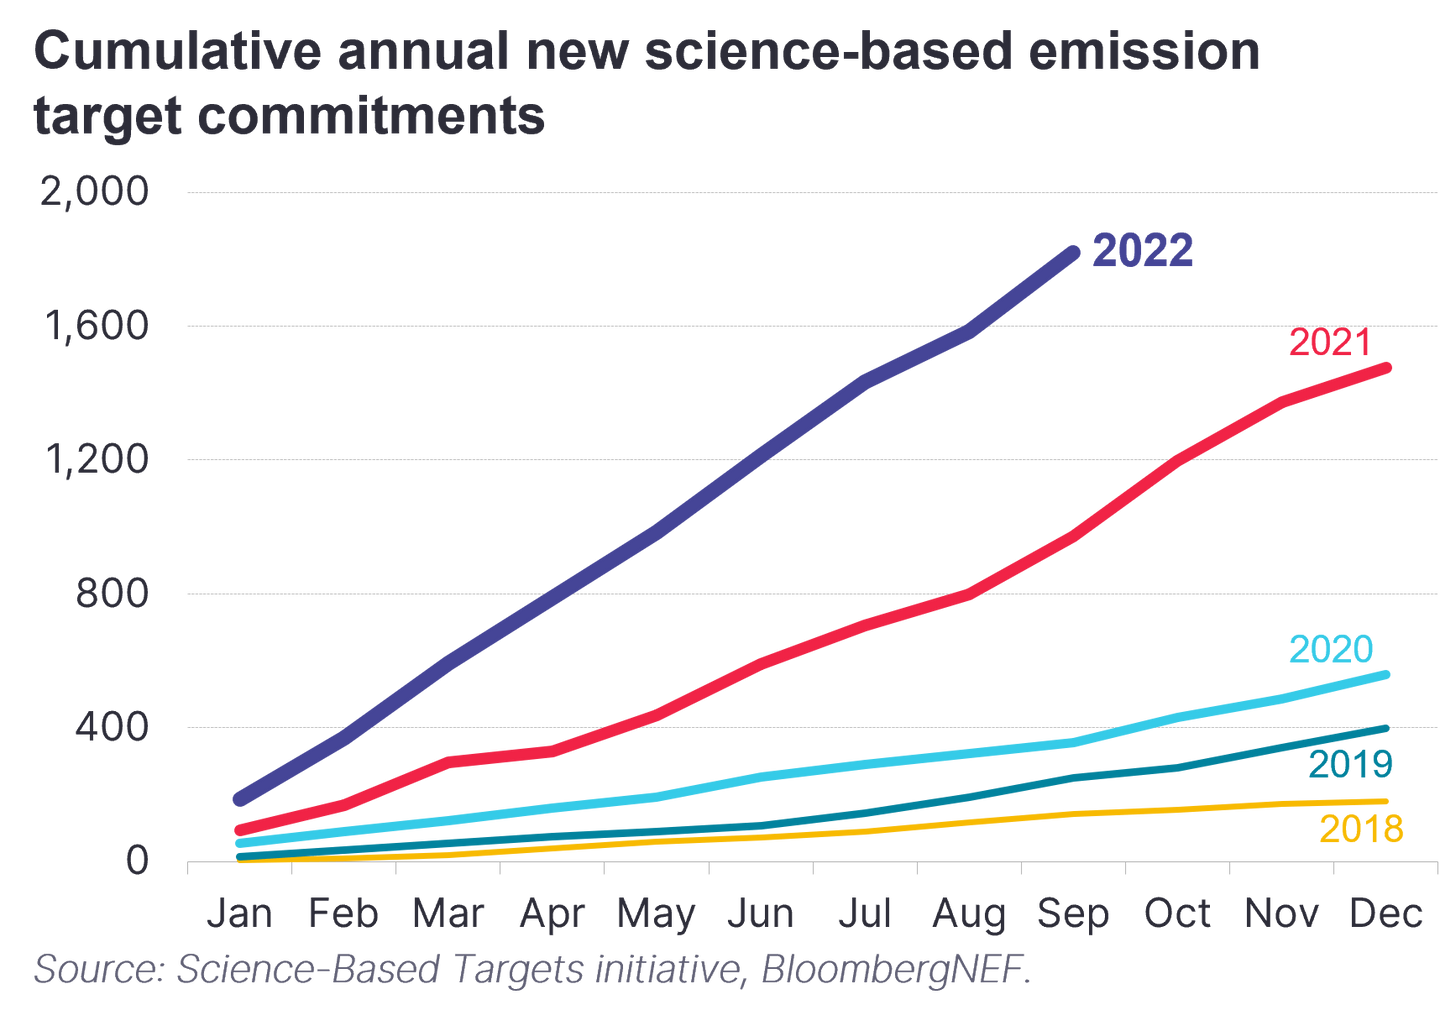 Cumulative annual new science-based emission
target commitments
2,000
1,600
1,200
800
400
0
2022
2021
2020
2019
2018
Jan Feb Mar Apr May Jun Jul Aug Sep Oct Nov Dec
Source: Science-Based Targets initiative, BloombergNEF.